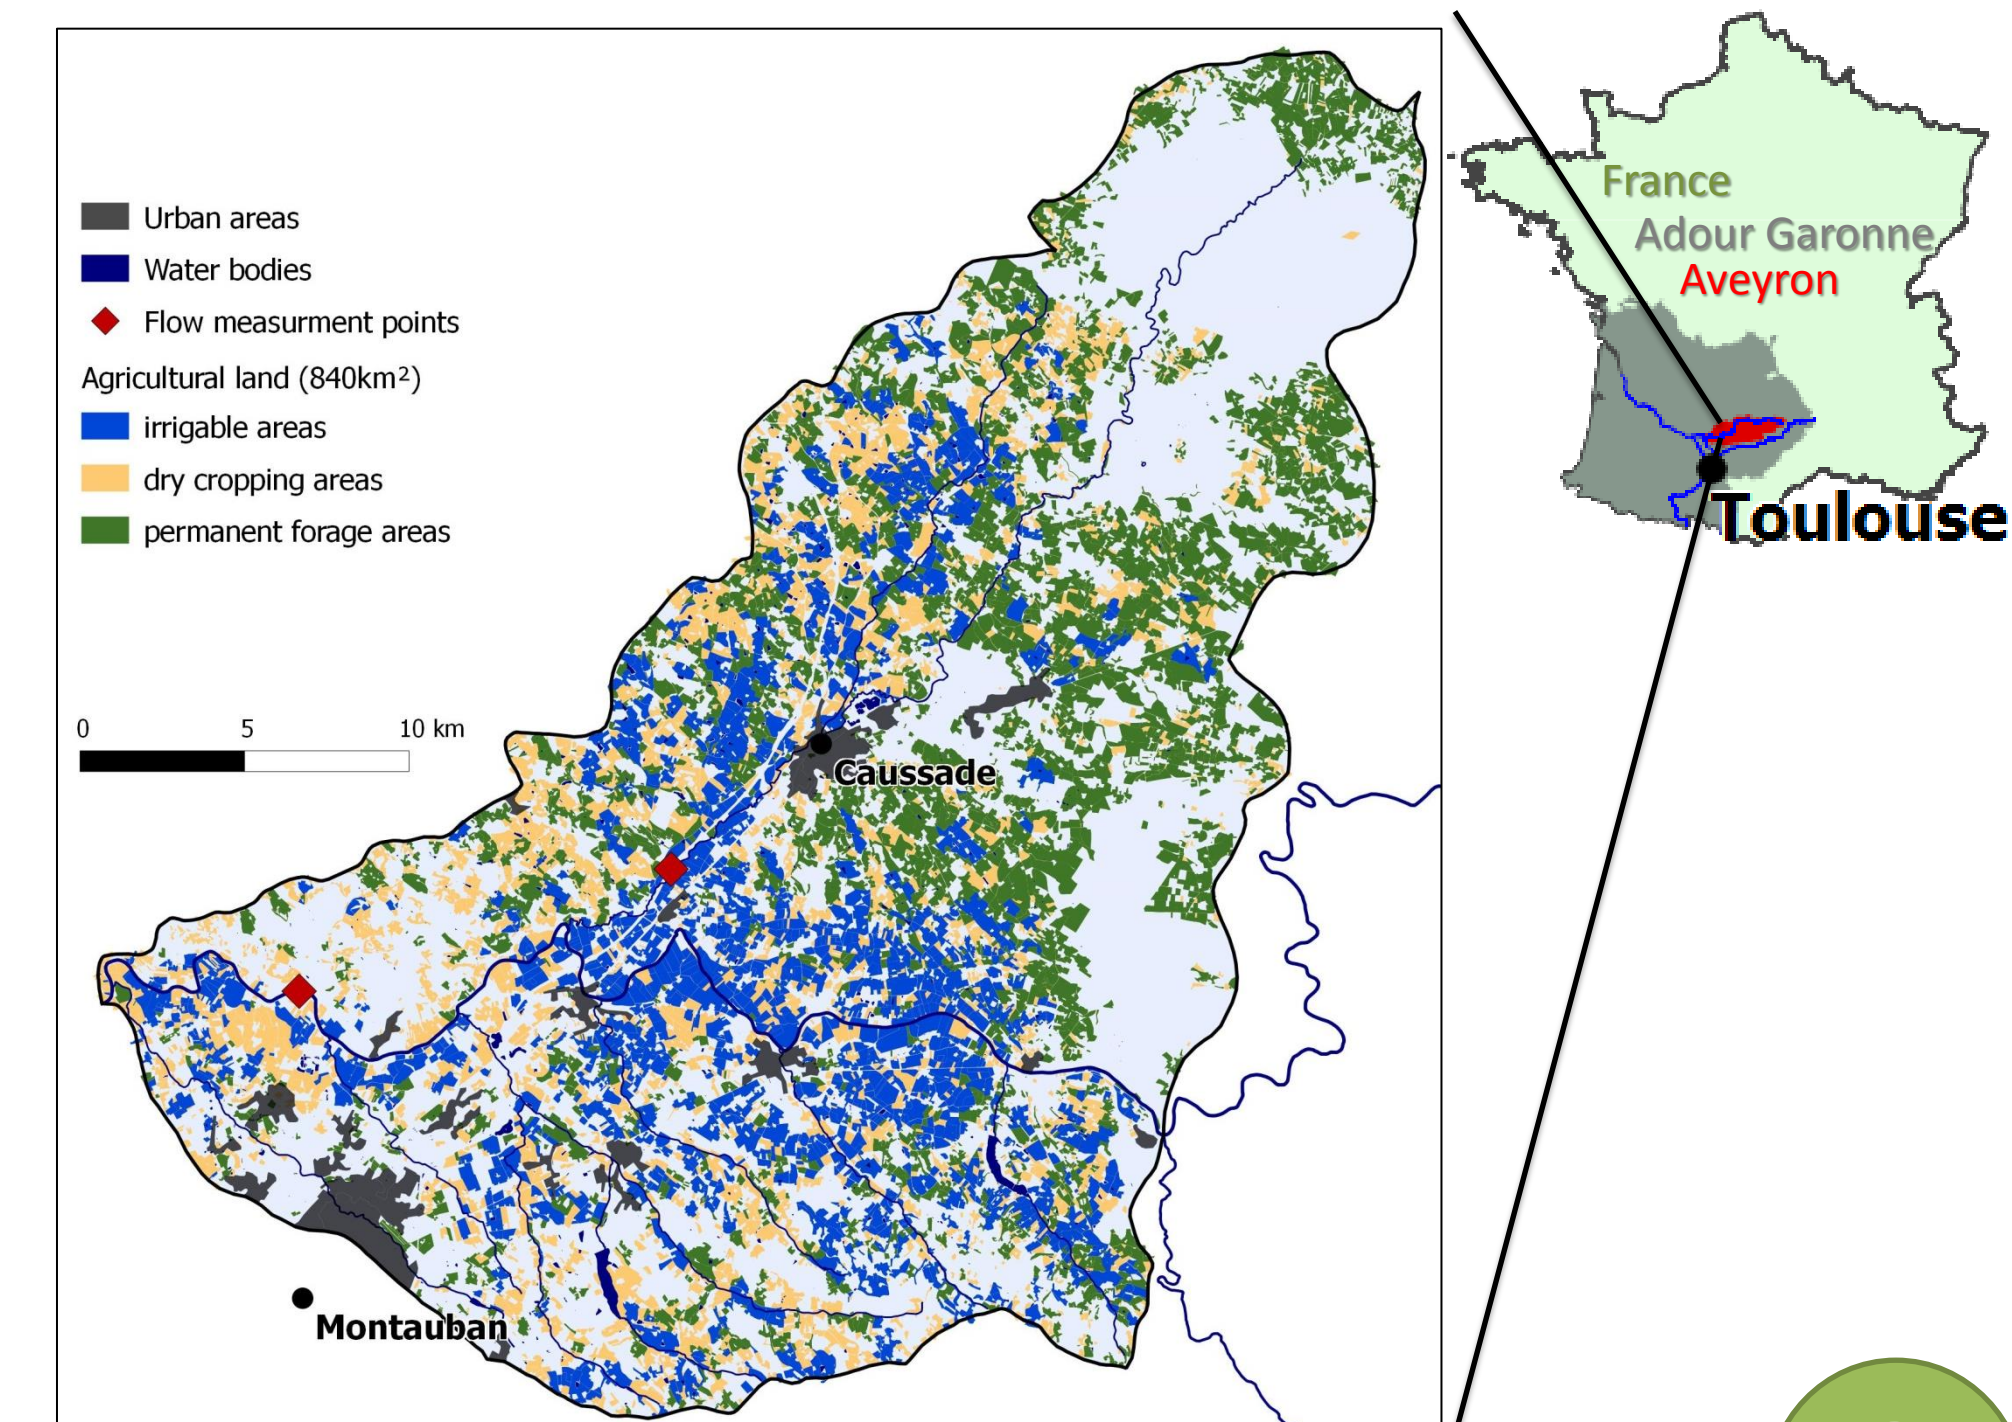 Urban areas
Water bodies
Flow measurment points
Agricultural land (840km²)
irrigable areas
dry cropping areas
permanent forage areas
0 5 10 km
Caussade
Montauban
France
Adour Garonne
Aveyron
Toulouse